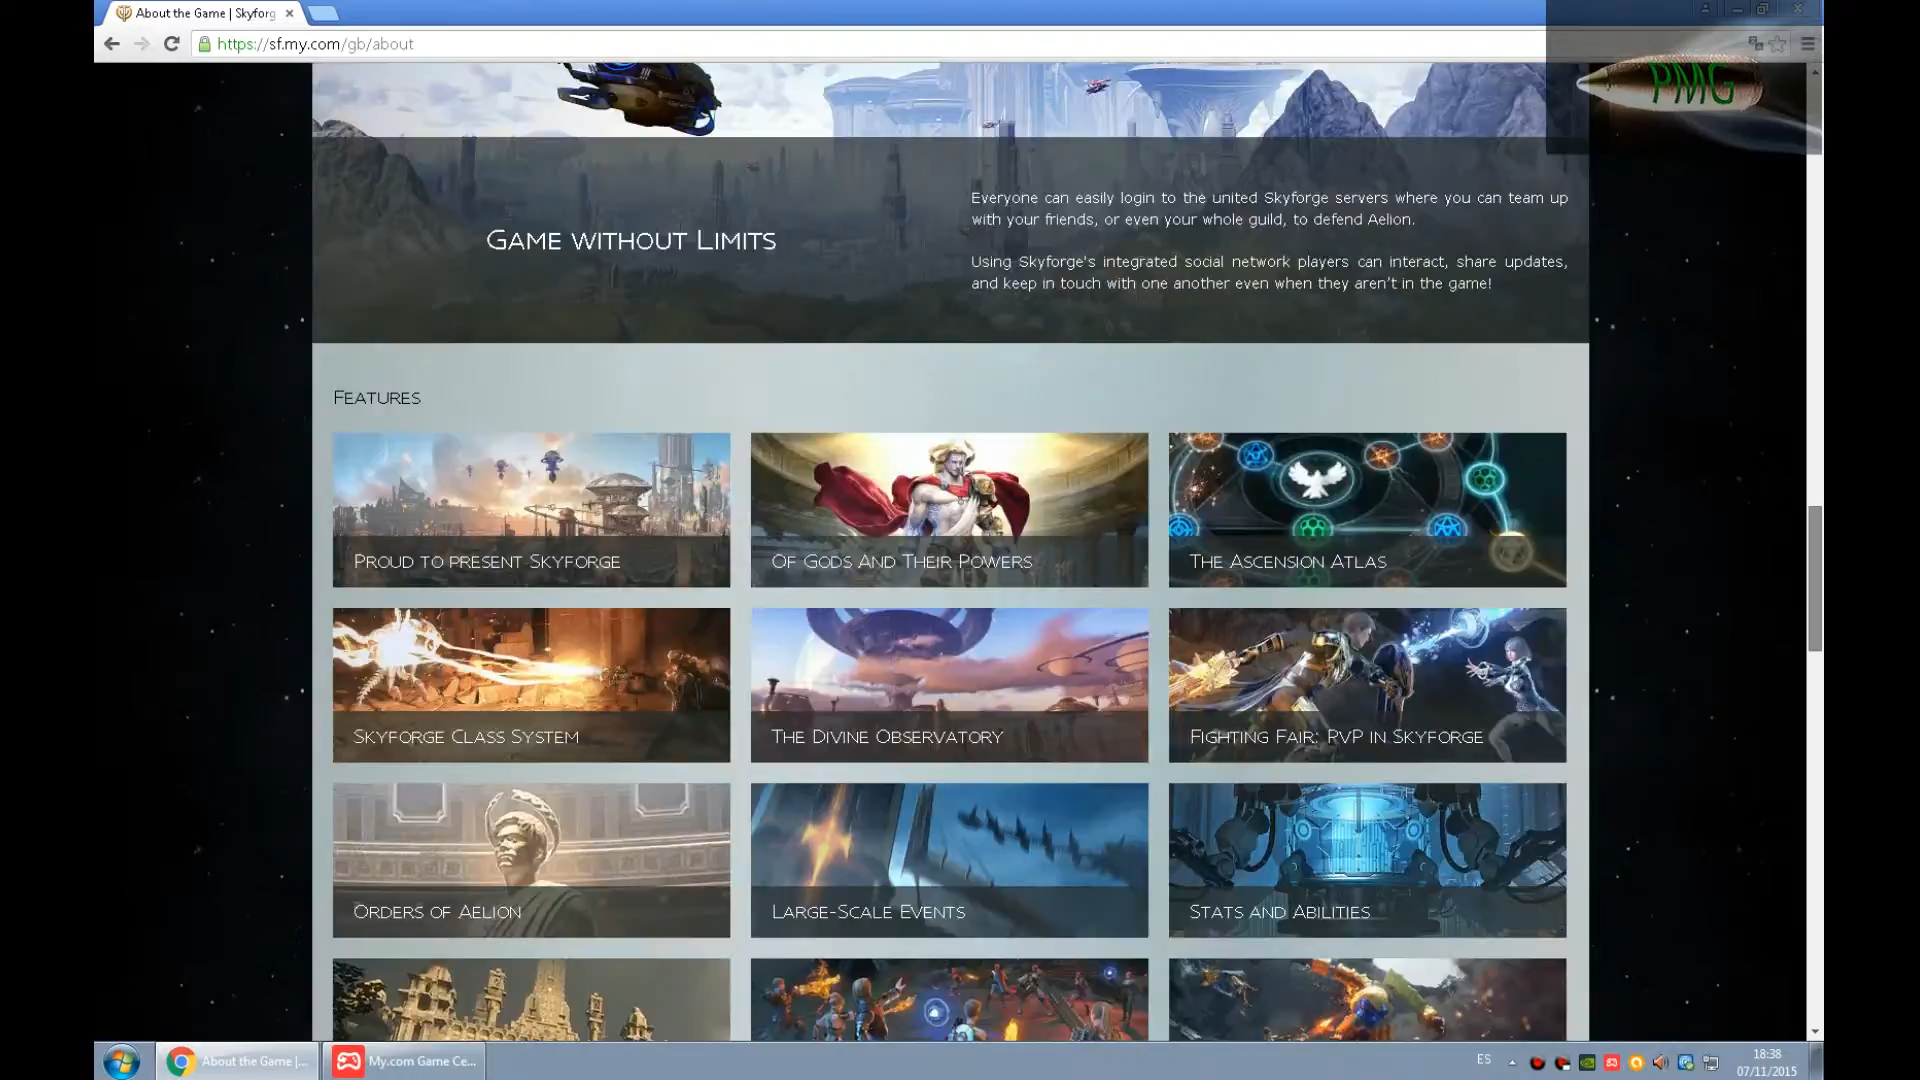 About the Game | Skyforg
https://sf.my.com/gb/about
PMG
Everyone can easily login to the united Skyforge servers where you can team up
with your friends, or even your whole guild, to defend Aelion.
GAME WITHOUT LIMITS
Using Skyforge's integrated social network players can interact, share updates,
and keep in touch with one another even when they aren't in the game!
FEATURES
PROUD TO PRESENT SKYFORGE
OF GODS AND THEIR POWERS
THE ASCENSION ATLAS
SKYFORGE CLASS SYSTEM
THE DIVINE OBSERVATORY
FIGHTING FAIR: PVP IN SKYFORGE
ORDERS OF AELION
LARGE-SCALE EVENTS
STATS AND ABILITIES
About the Game |...
My.com Game Ce...
ES
18:38
07/11/2015